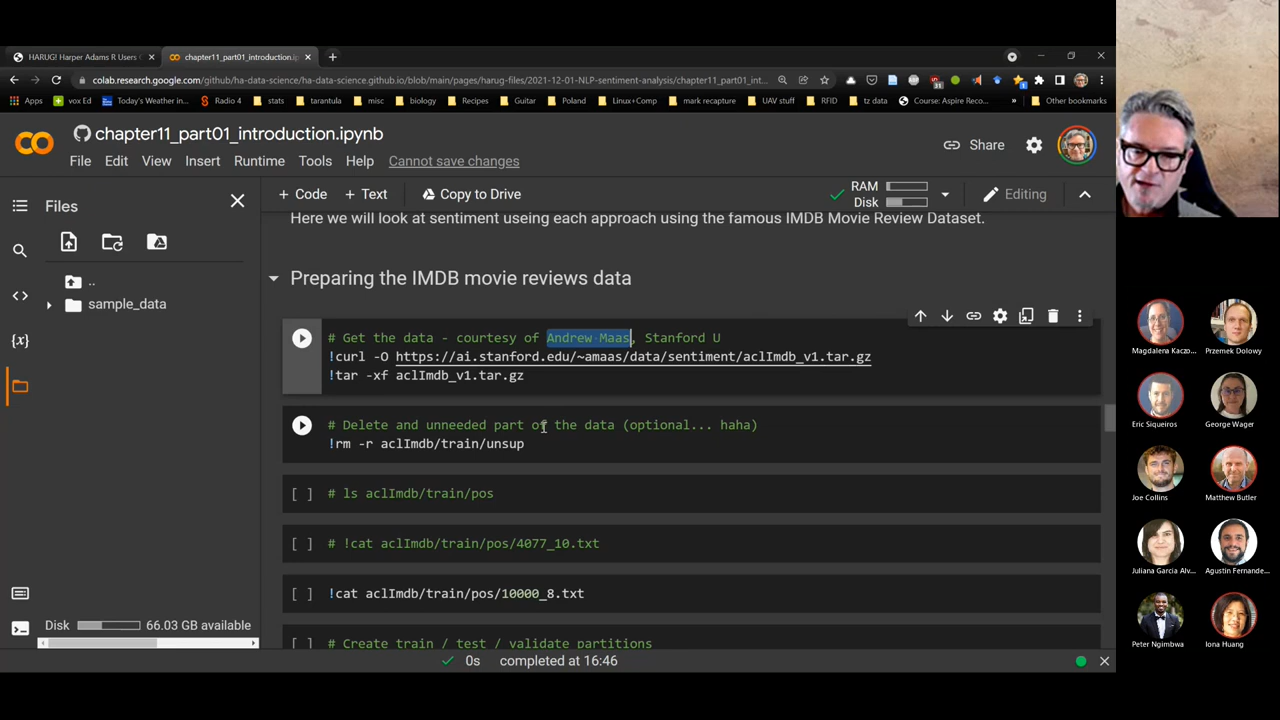 HARUG! Harper Adams R Users
chapter11_part01_introduction.ip
colab.research.google.com/github/ha-data-science/ha-data-science.github.io/blob/main/pages/harug-files/2021-12-01-NLP-sentiment-analysis/chapter11_part01_int...
Apps vox Ed Today's Weather in... Radio 4 stats tarantula misc biology Recipes Guitar Poland Linux+Comp mark recapture UAV stuff RFID tz data Course: Aspire Reco... » Other bookmarks
chapter11_part01_introduction.ipynb
File Edit View Insert Runtime Tools Help Cannot save changes
Share
+ Code + Text Copy to Drive
RAM
Disk
Editing
Files
..
sample_data
Disk 66.03 GB available
Here we will look at sentiment useing each approach using the famous IMDB Movie Review Dataset.
Preparing the IMDB movie reviews data
# Get the data - courtesy of Andrew Maas, Stanford U
!curl -O https://ai.stanford.edu/~amaas/data/sentiment/aclImdb_v1.tar.gz
!tar -xf aclImdb_v1.tar.gz
# Delete and unneeded part of the data (optional... haha)
!rm -r aclImdb/train/unsup
[ ] # ls aclImdb/train/pos
[ ] # !cat aclImdb/train/pos/4077_10.txt
[ ] !cat aclImdb/train/pos/10000_8.txt
[ ] # Create train / test / validate partitions
0s completed at 16:46
Magdalena Kaczo... Przemek Dolowy
Eric Siqueiros George Wager
Joe Collins Matthew Butler
Juliana Garcia Alv... Agustin Fernande...
Peter Ngimbwa Iona Huang